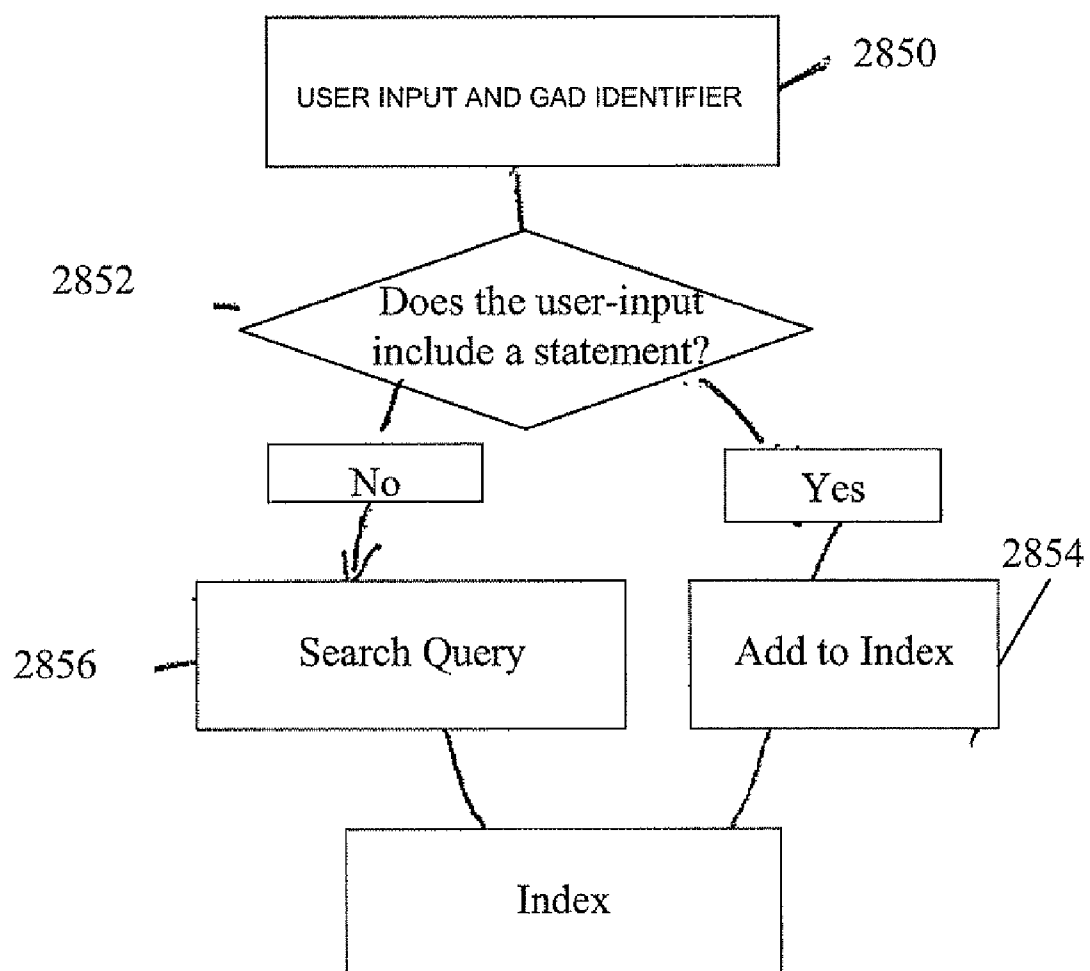 2850
USER INPUT AND GAD IDENTIFIER
2852
Does the user-input
include a statement?
No
Yes
2854
2856
Search Query
Add to Index
Index